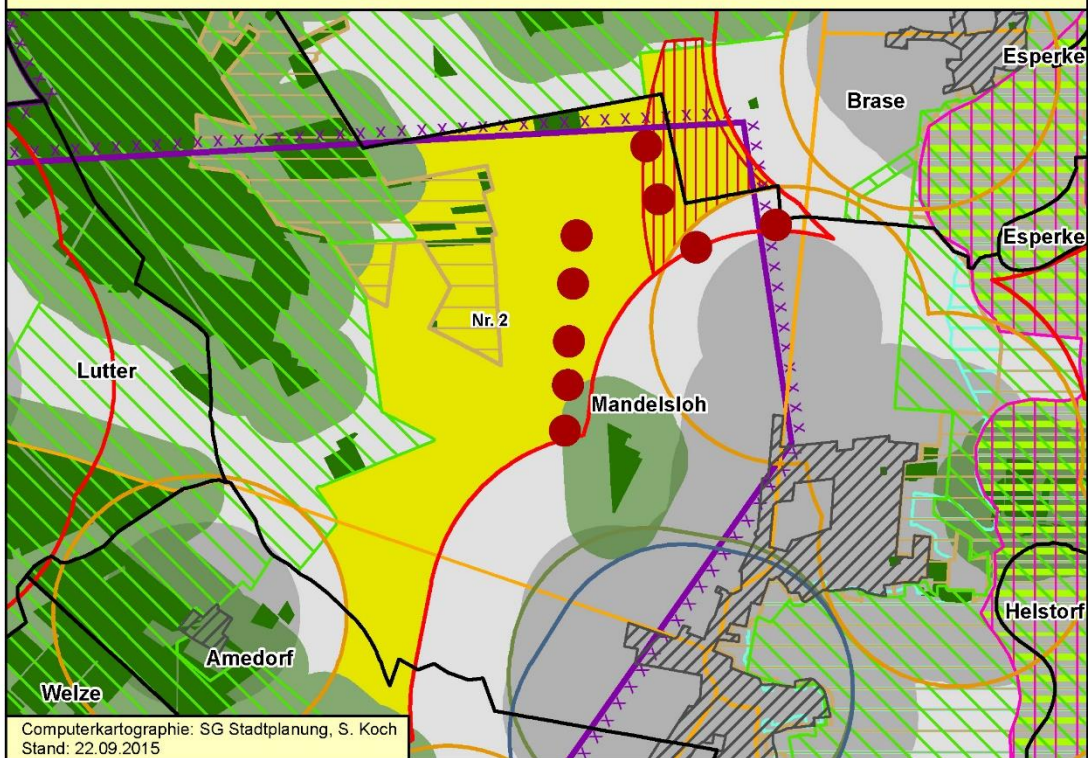 Esperke
Brase
Esperke
Nr. 2
Lutter
Mandelsloh
Helstorf
Amedorf
Welze
Computerkartographie: SG Stadtplanung, S. Koch
Stand: 22.09.2015